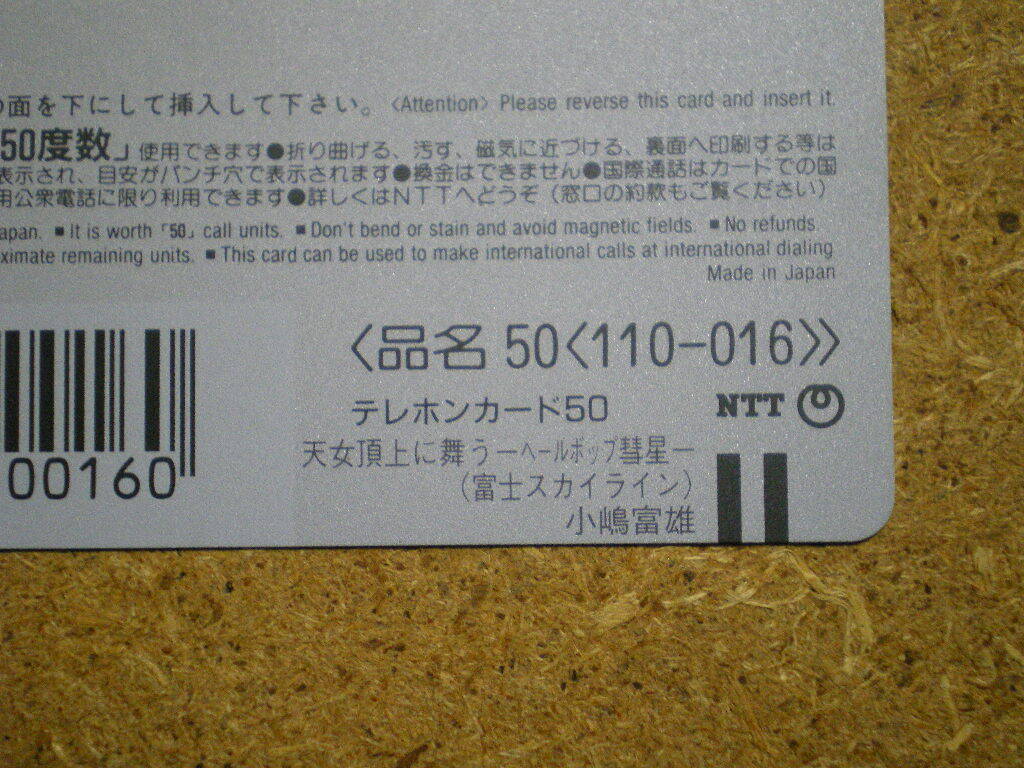 の面を下にして挿入して下さい。〈Attention〉 Please reverse this card and insert it.
50度数」使用できます●折り曲げる、汚す、磁気に近づける、裏面へ印刷する等は
表示され、目安がパンチ穴で表示されます●換金はできません●国際通話はカードでの国
用公衆電話に限り利用できます●詳しくはNTTへどうぞ（窓口の約款もご覧ください）
apan. ■It is worth「50」call units. ■Don't bend or stain and avoid magnetic fields. ■No refunds.
ximate remaining units. ■This card can be used to make international calls at international dialing
Made in Japan
〈品名 50〈110-016〉〉
テレホンカード50
NTT
00160
天女頂上に舞う―ヘールボップ彗星―
（富士スカイライン）
小嶋富雄